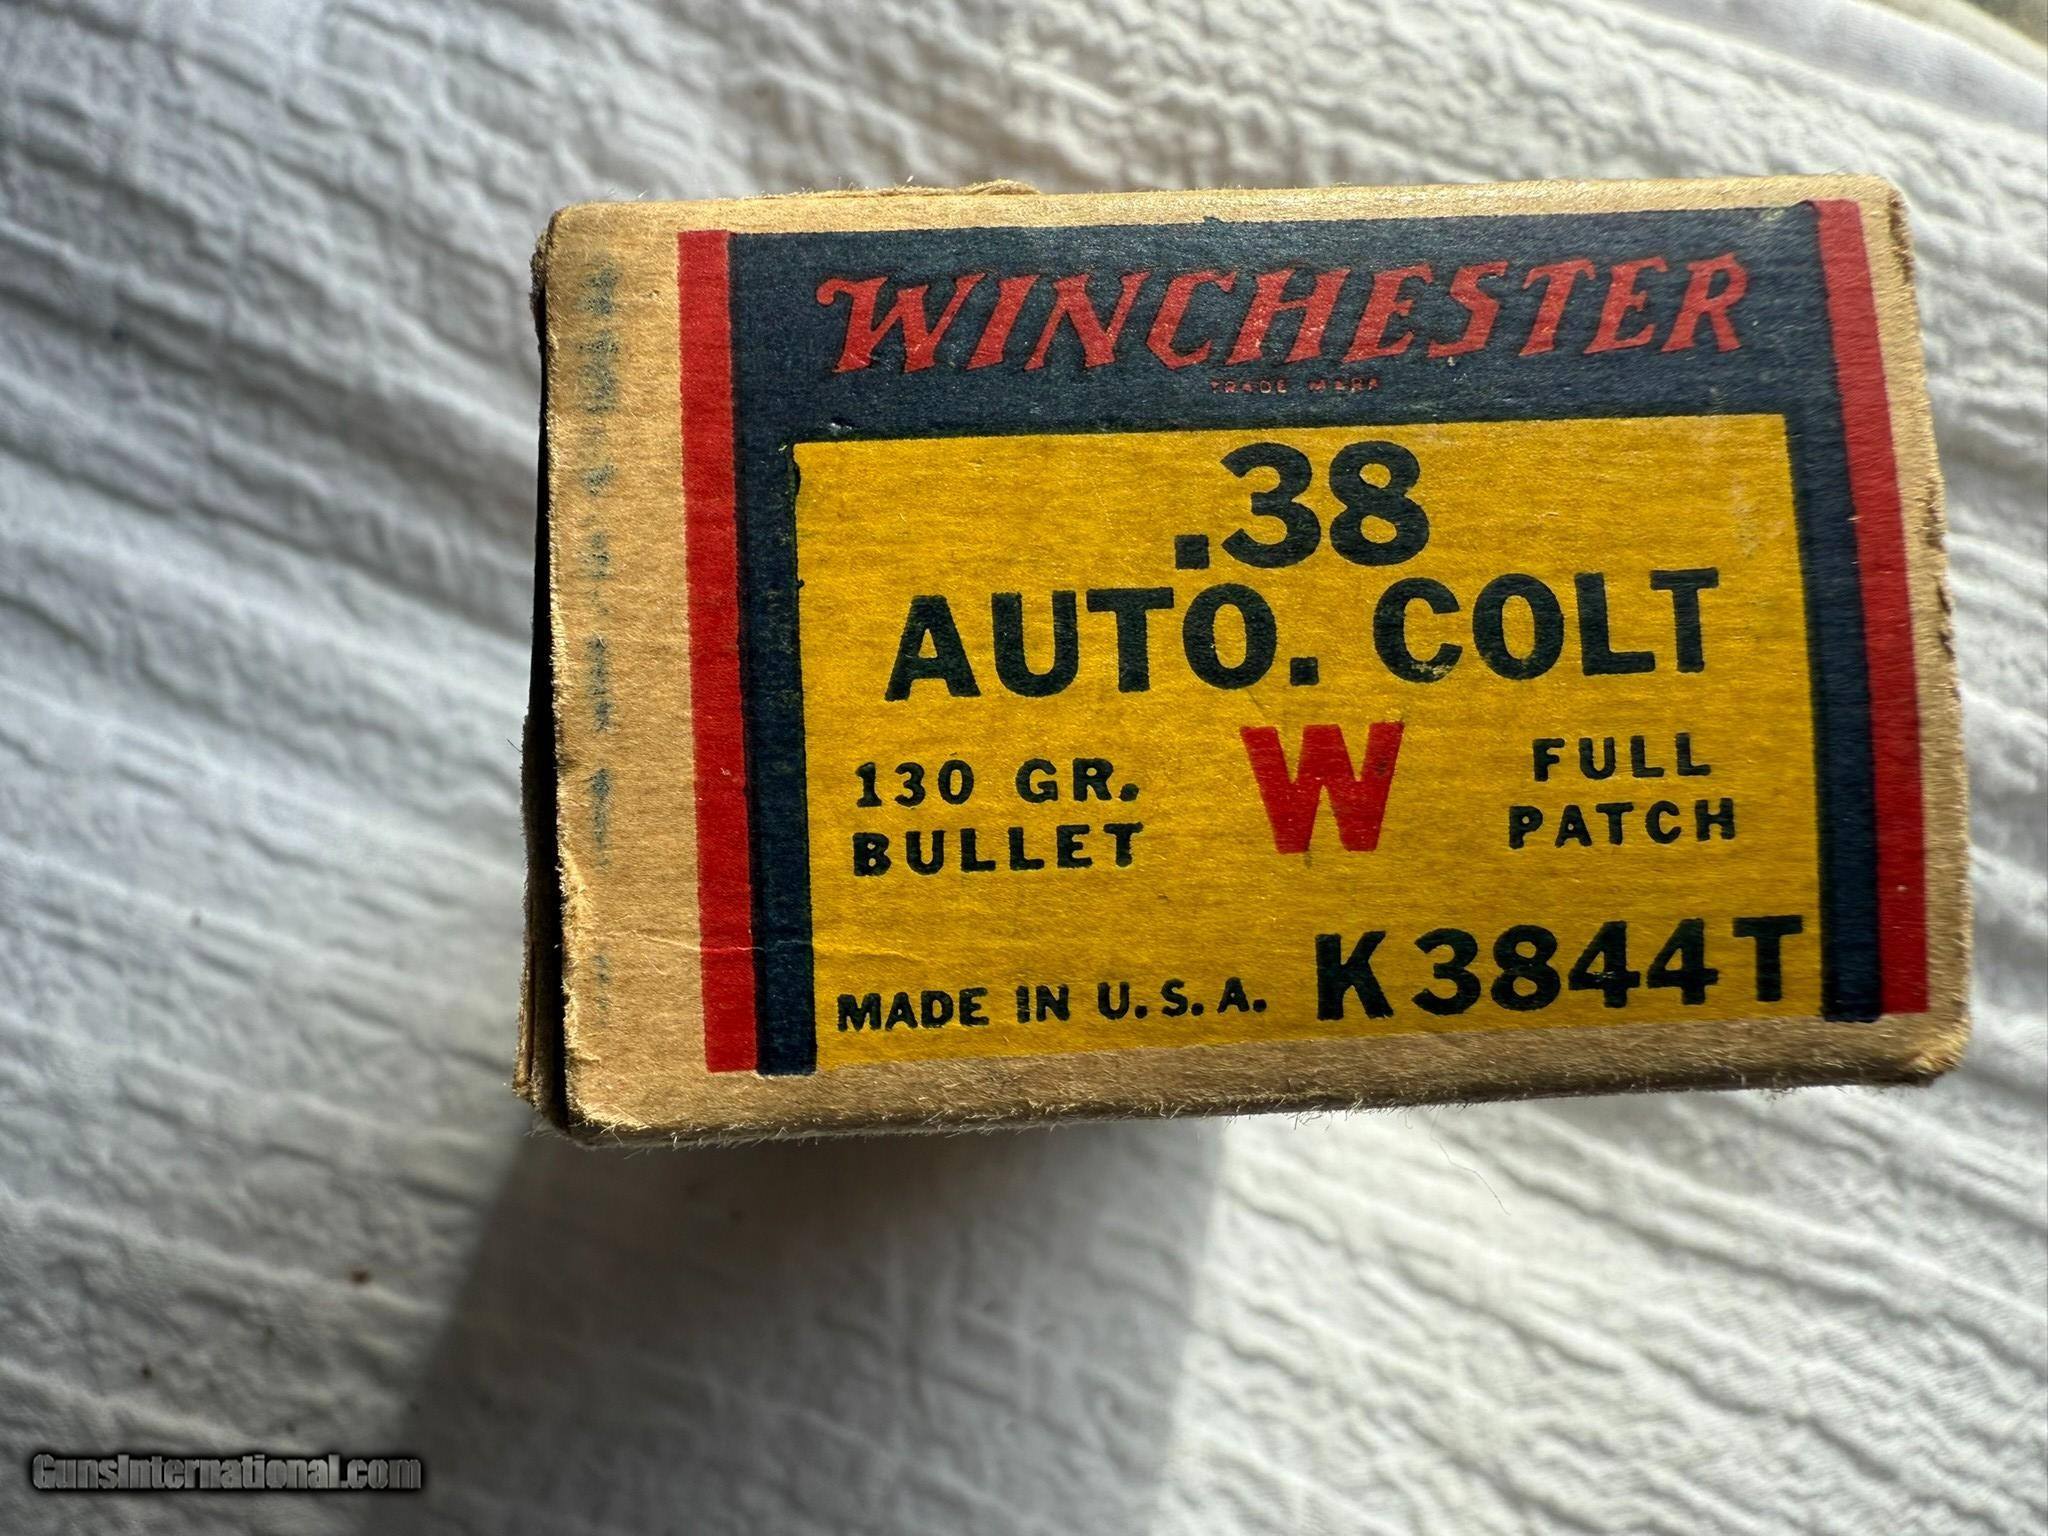 WINCHESTER
TRADE MARK
.38
AUTO. COLT
130 GR.
BULLET
W
FULL
PATCH
MADE IN U.S.A.
K3844T
GunsInternational.com